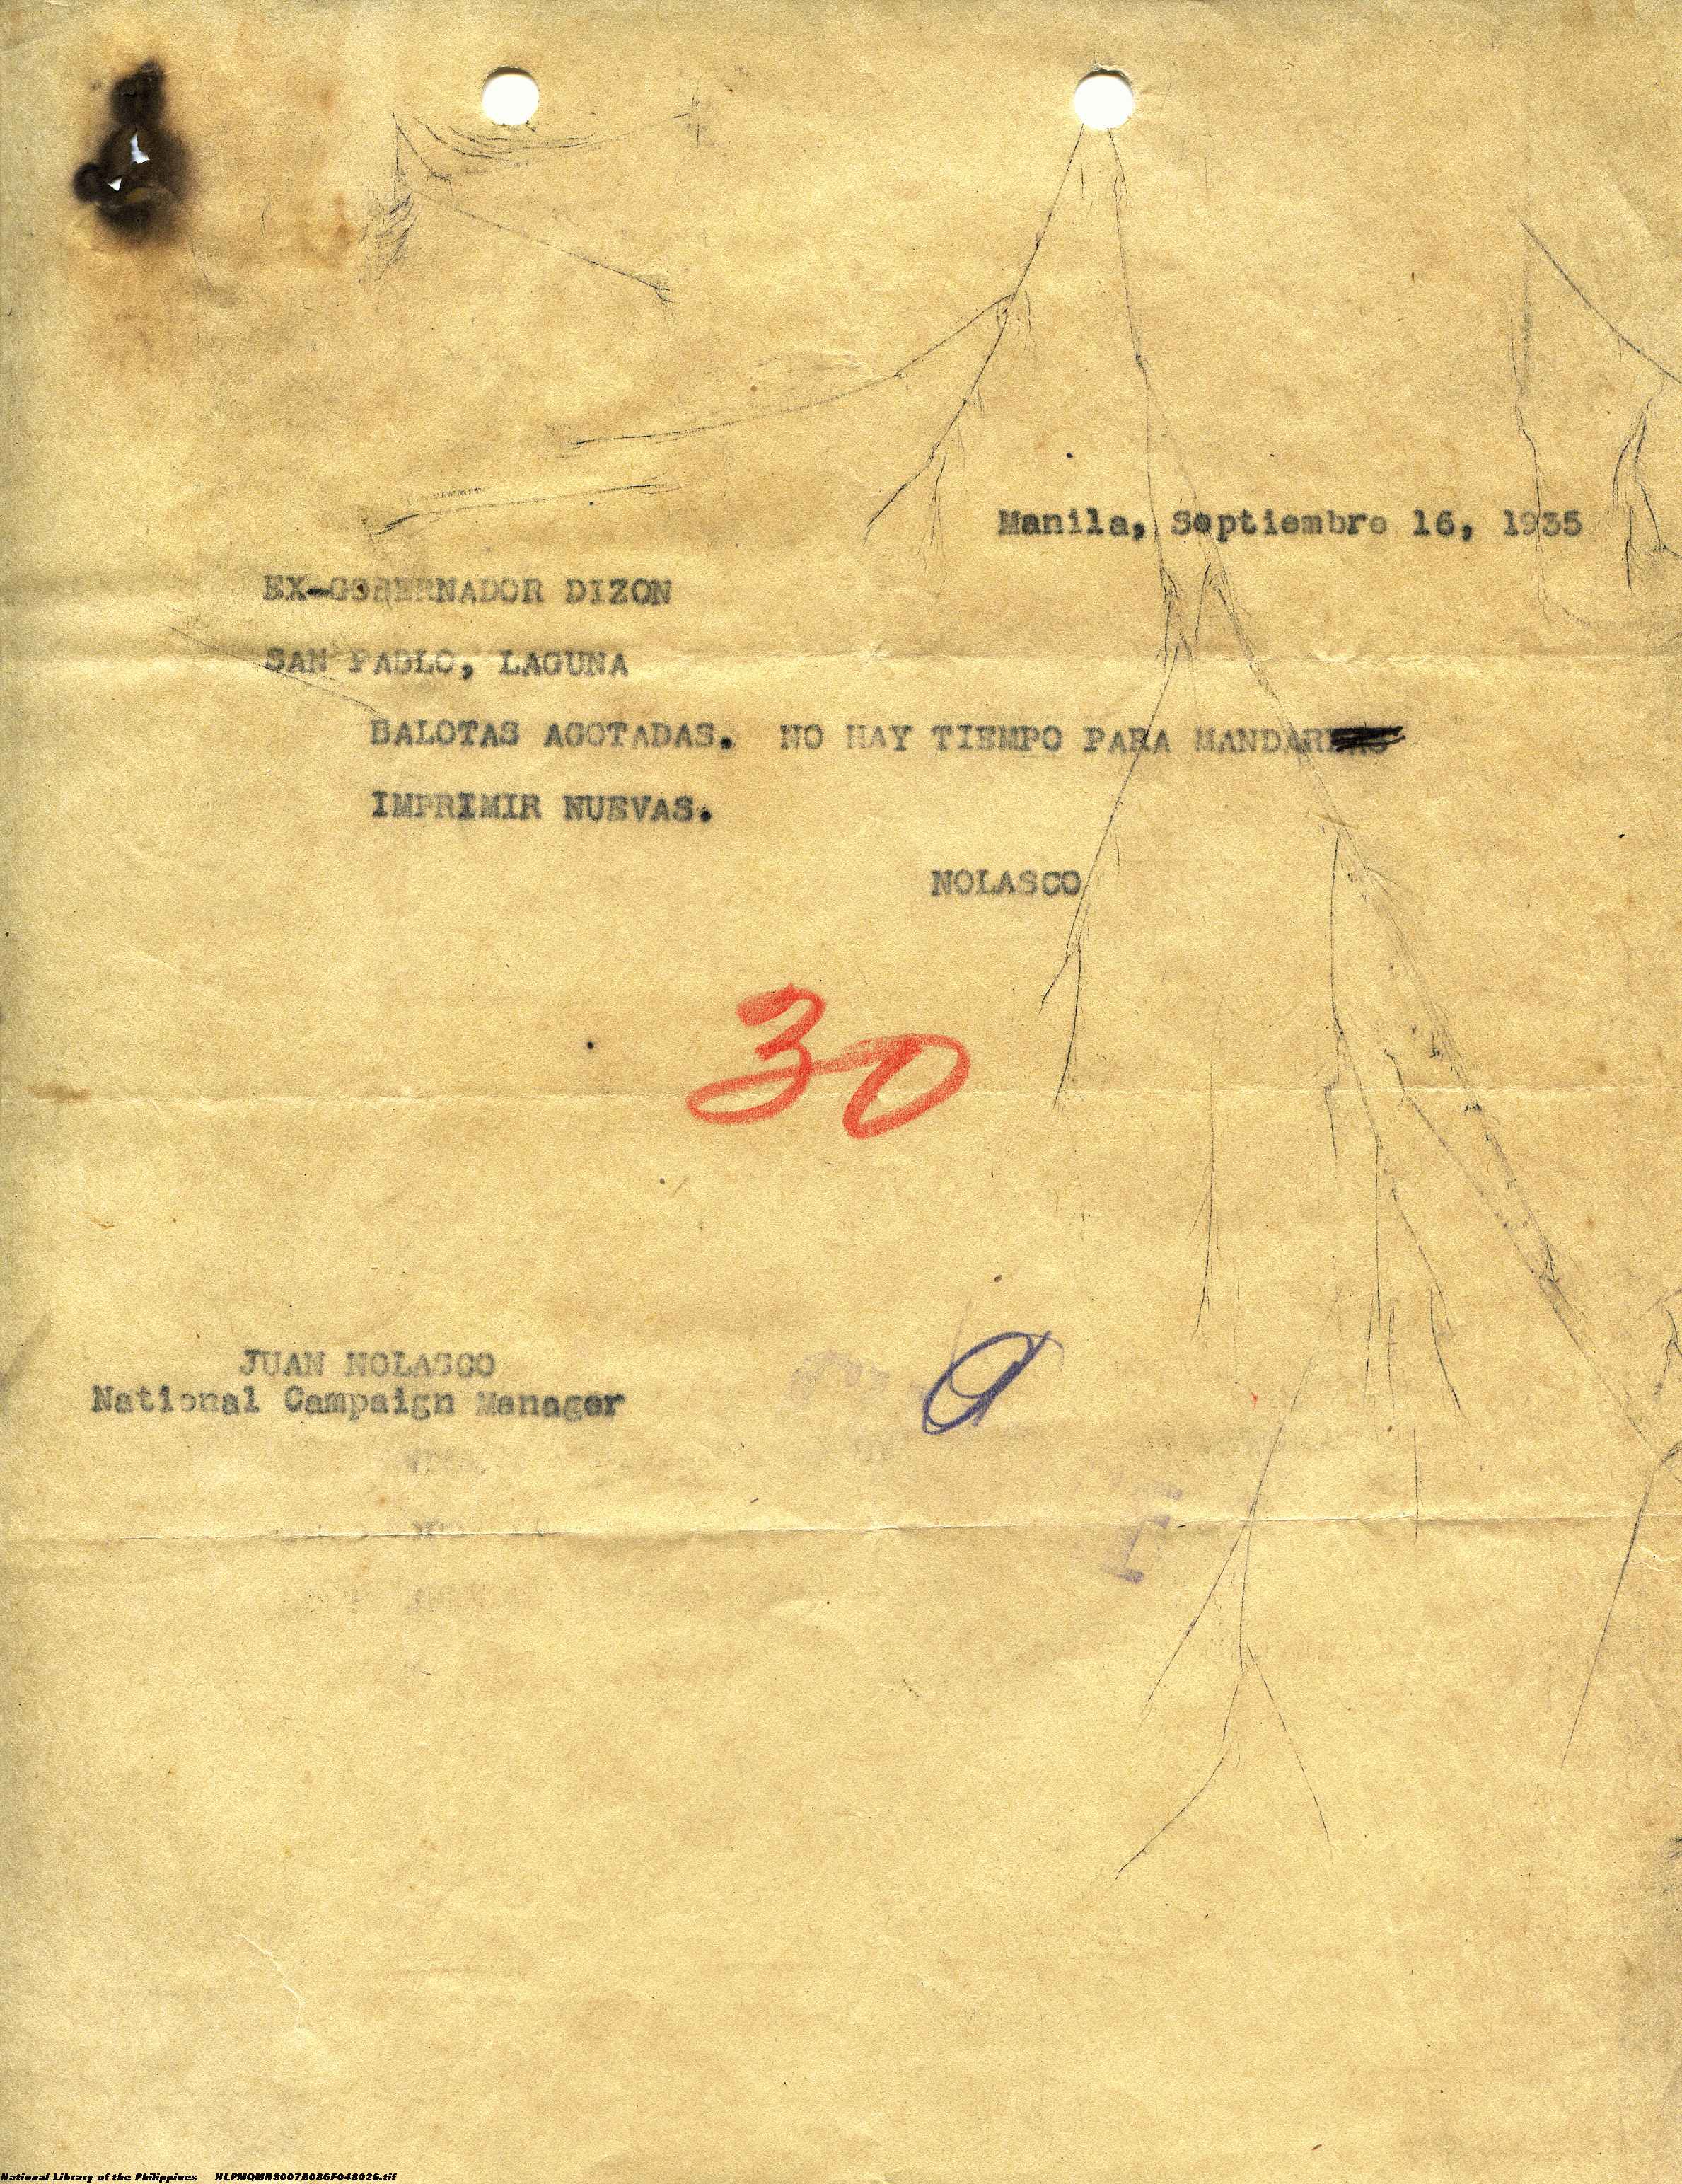 Manila, Septiembre 16, 1935
EX-GOBERNADOR DIZON
SAN PABLO, LAGUNA
BALOTAS AGOTADAS. NO HAY TIEMPO PARA MANDAR
IMPRIMIR NUEVAS.
NOLASCO
30
JUAN NOLASCO
National Campaign Manager
National Library of the Philippines NLPMQMNS007B086F048026.tif